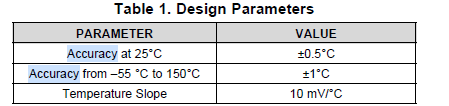 Table 1. Design Parameters
PARAMETER VALUE
Accuracy at 25°C ±0.5°C
Accuracy from –55 °C to 150°C ±1°C
Temperature Slope 10 mV/°C